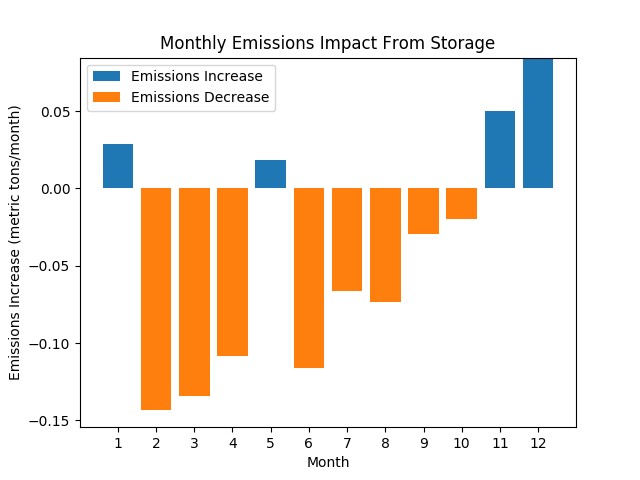 Monthly Emissions Impact From Storage
Emissions Increase
Emissions Decrease
Emissions Increase (metric tons/month)
0.05
0.00
−0.05
−0.10
−0.15
1 2 3 4 5 6 7 8 9 10 11 12
Month